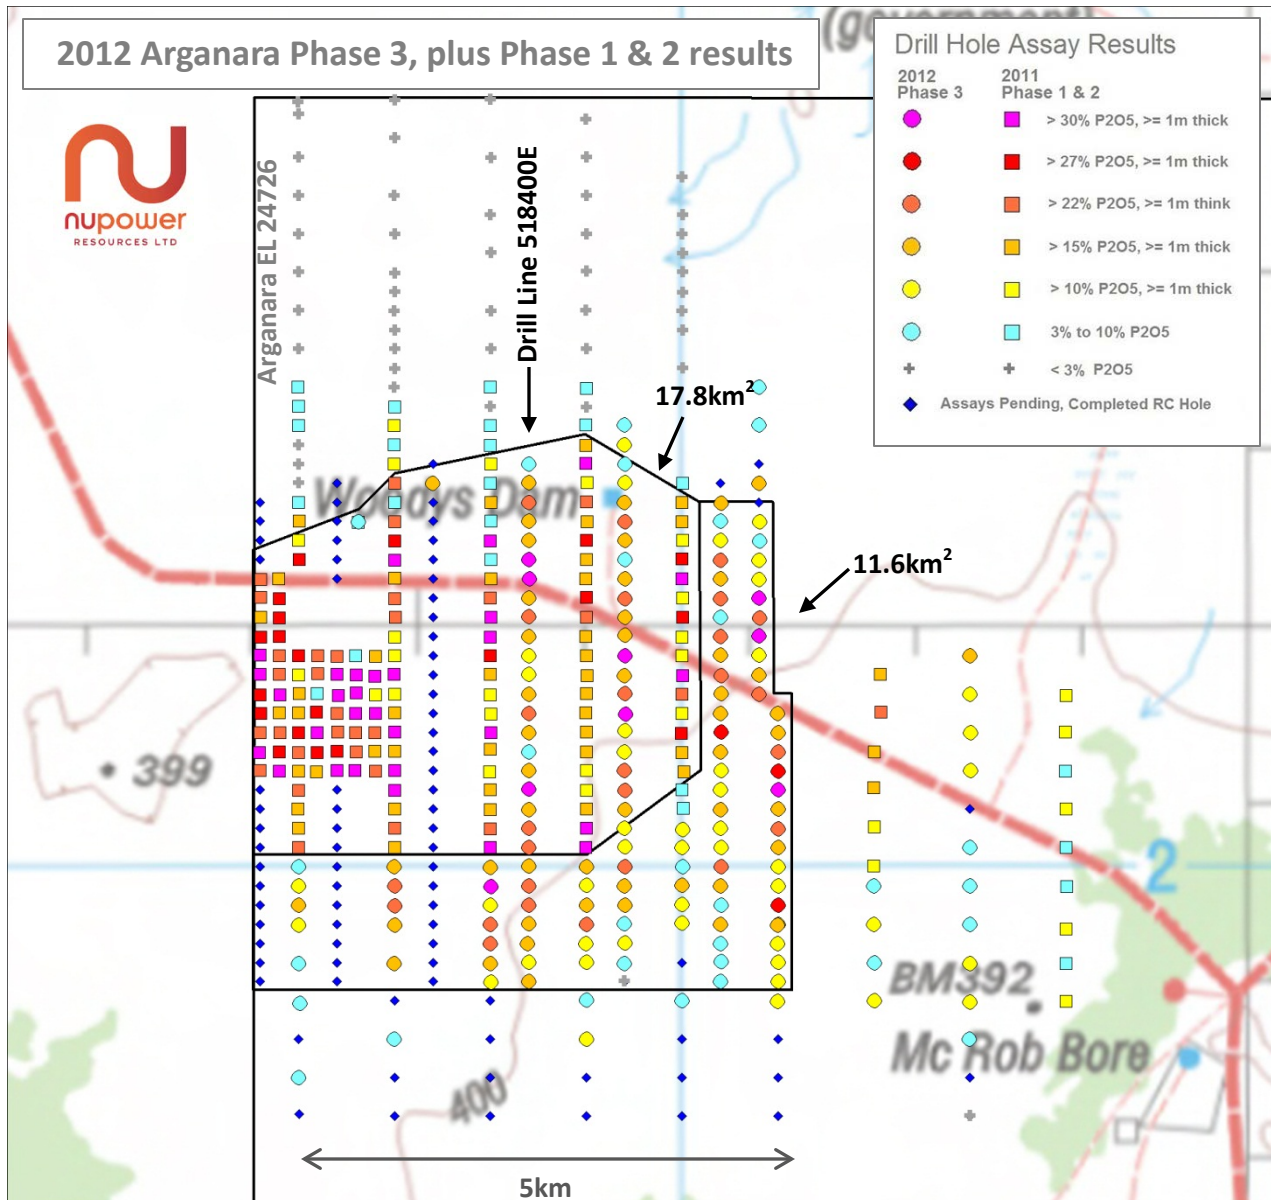 2012 Arganara Phase 3, plus Phase 1 & 2 results
(government)
Drill Hole Assay Results
2012
Phase 3
2011
Phase 1 & 2
> 30% P2O5, >= 1m thick
> 27% P2O5, >= 1m thick
> 22% P2O5, >= 1m think
> 15% P2O5, >= 1m thick
> 10% P2O5, >= 1m thick
3% to 10% P2O5
< 3% P2O5
Assays Pending, Completed RC Hole
nupower
RESOURCES LTD
Arganara EL 24726
Drill Line 518400E
17.8km²
Woodys Dam
11.6km²
399
2
BM392
Mc Rob Bore
400
5km